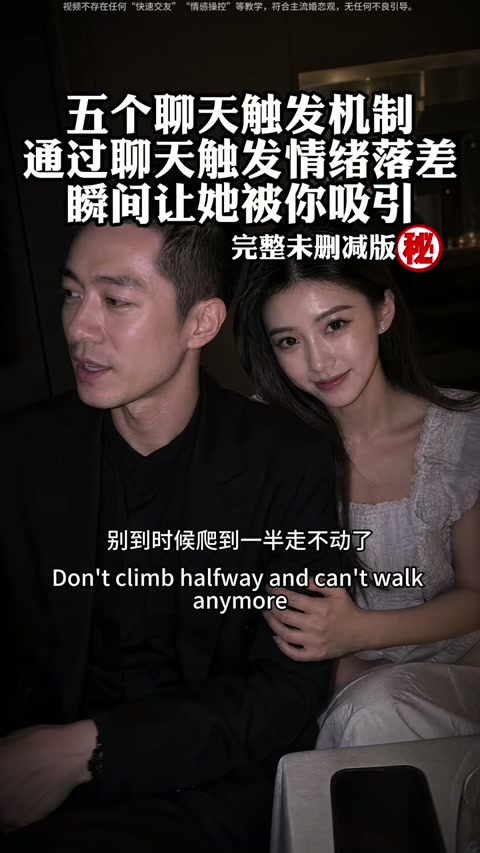 视频不存在任何“快速交友”“情感操控”等教学，符合主流婚恋观，无任何不良引导。
五个聊天触发机制
通过聊天触发情绪落差
瞬间让她被你吸引
完整未删减版 秘
别到时候爬到一半走不动了
Don't climb halfway and can't walk
anymore